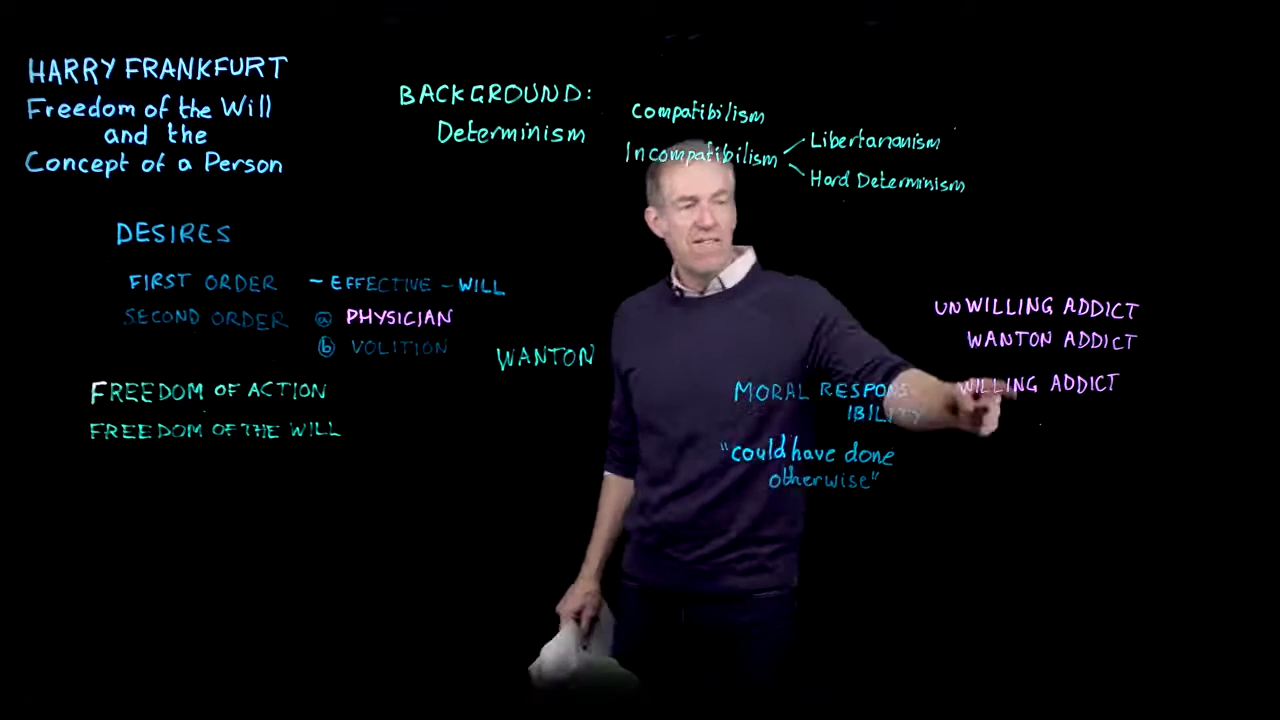 HARRY FRANKFURT
Freedom of the Will
and the
Concept of a Person
BACKGROUND:
Determinism
Compatibilism
Incompatibilism
Libertarianism
Hard Determinism
DESIRES
FIRST ORDER - EFFECTIVE - WILL
SECOND ORDER ⓐ PHYSICIAN
ⓑ VOLITION
WANTON
FREEDOM OF ACTION
FREEDOM OF THE WILL
MORAL RESPONS-
IBILITY
"could have done
otherwise"
UNWILLING ADDICT
WANTON ADDICT
WILLING ADDICT